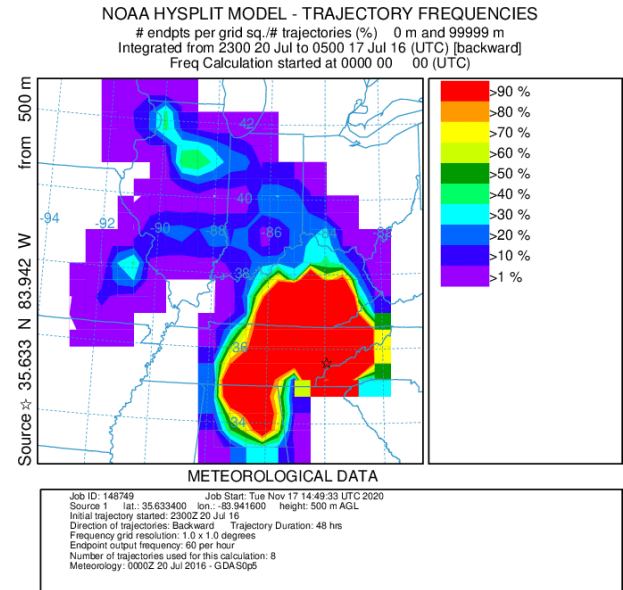 NOAA HYSPLIT MODEL - TRAJECTORY FREQUENCIES
# endpts per grid sq./# trajectories (%) 0 m and 99999 m
Integrated from 2300 20 Jul to 0500 17 Jul 16 (UTC) [backward]
Freq Calculation started at 0000 00 00 (UTC)
Source ☆ 35.633 N 83.942 W from 500 m
42
40
-94
-92
-90
-88
-86
-84
-82
38
36
34
>90 %
>80 %
>70 %
>60 %
>50 %
>40 %
>30 %
>20 %
>10 %
>1 %
METEOROLOGICAL DATA
Job ID: 148749 Job Start: Tue Nov 17 14:49:33 UTC 2020
Source 1 lat.: 35.633400 lon.: -83.941600 height: 500 m AGL
Initial trajectory started: 2300Z 20 Jul 16
Direction of trajectories: Backward Trajectory Duration: 48 hrs
Frequency grid resolution: 1.0 x 1.0 degrees
Endpoint output frequency: 60 per hour
Number of trajectories used for this calculation: 8
Meteorology: 0000Z 20 Jul 2016 - GDAS0p5